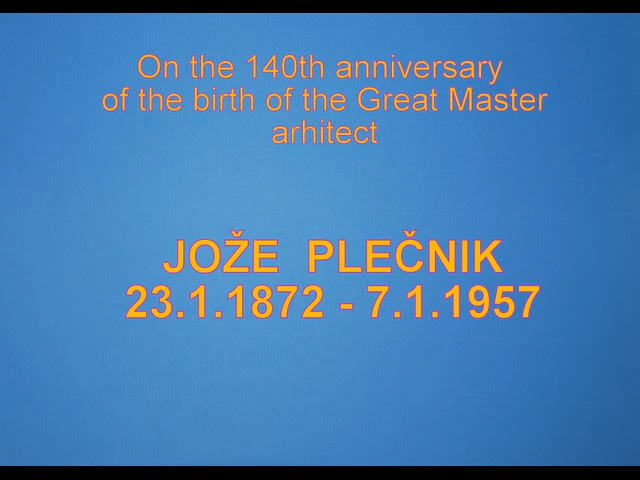 On the 140th anniversary
of the birth of the Great Master
arhitect
JOŽE PLEČNIK
23.1.1872 - 7.1.1957